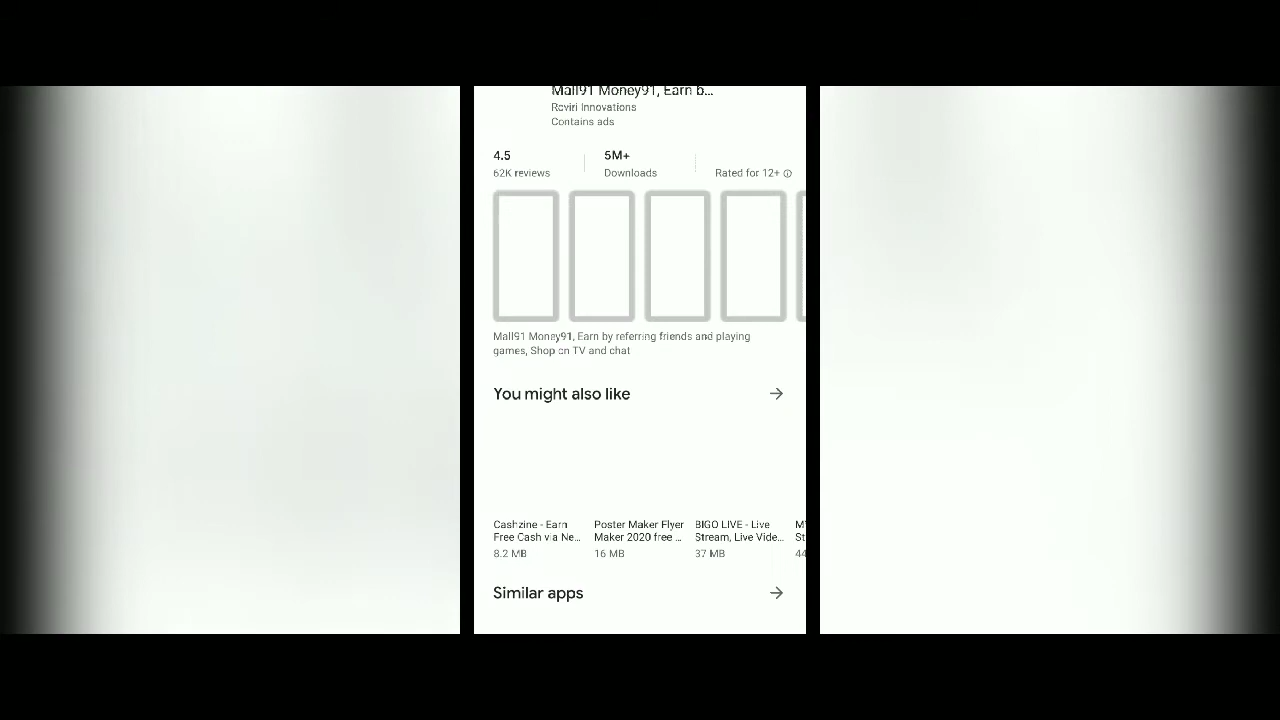 Mall91 Money91, Earn b...
Roviri Innovations
Contains ads
4.5
5M+
62K reviews
Downloads
Rated for 12+
Mall91 Money91, Earn by referring friends and playing
games, Shop on TV and chat
You might also like
Cashzine - Earn
Free Cash via Ne...
8.2 MB
Poster Maker Flyer
Maker 2020 free ...
16 MB
BIGO LIVE - Live
Stream, Live Vide...
37 MB
St
44
Similar apps